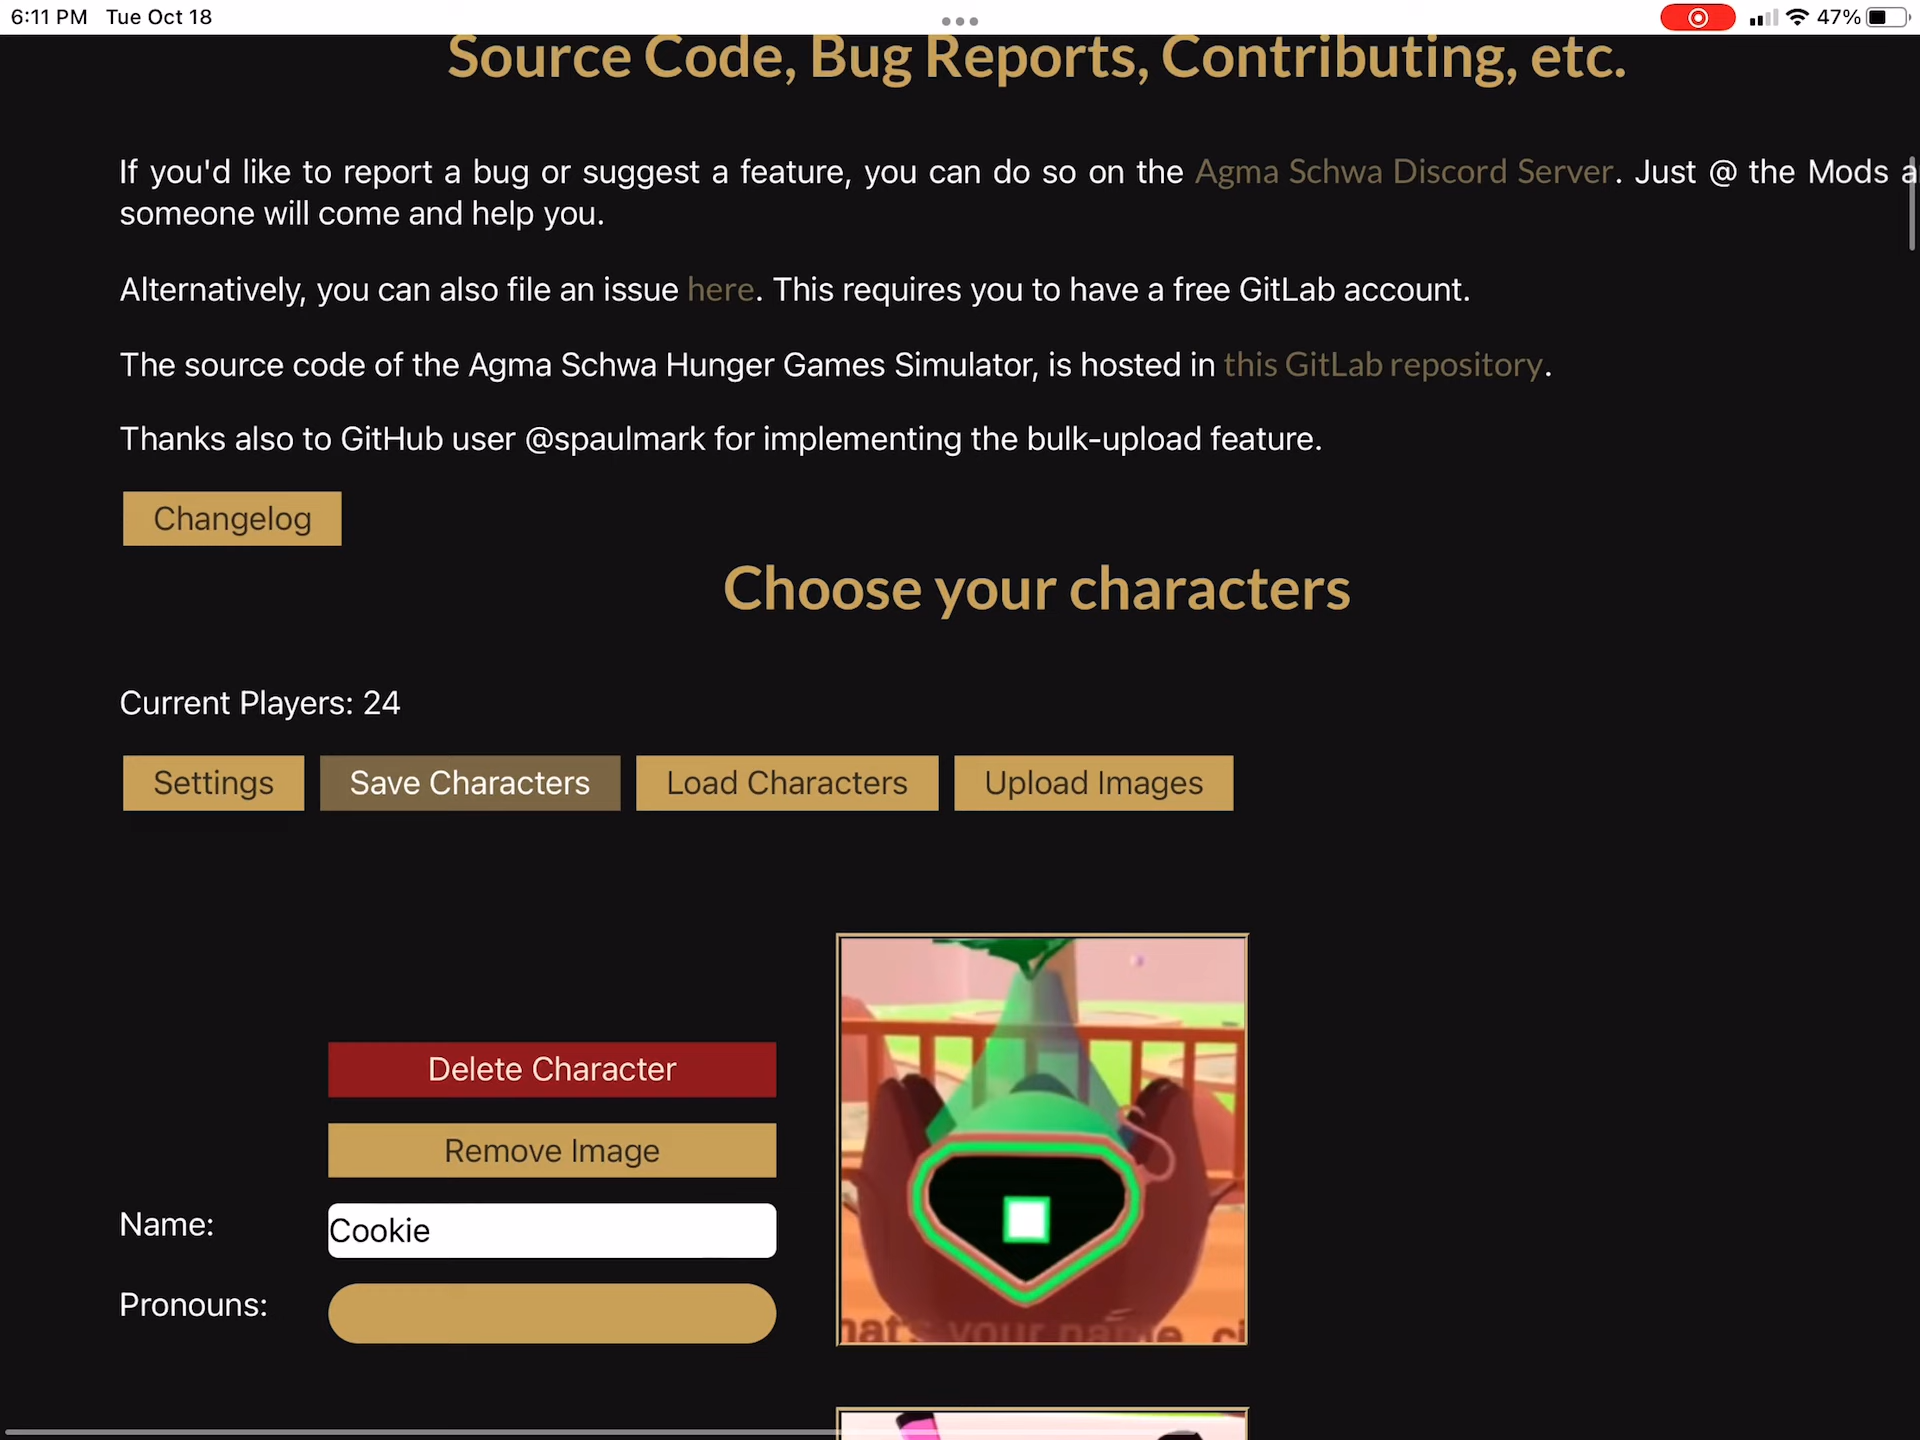 6:11 PM Tue Oct 18
47%
Source Code, Bug Reports, Contributing, etc.
If you'd like to report a bug or suggest a feature, you can do so on the Agma Schwa Discord Server. Just @ the Mods
someone will come and help you.
Alternatively, you can also file an issue here. This requires you to have a free GitLab account.
The source code of the Agma Schwa Hunger Games Simulator, is hosted in this GitLab repository.
Thanks also to GitHub user @spaulmark for implementing the bulk-upload feature.
Changelog
Choose your characters
Current Players: 24
Settings Save Characters Load Characters Upload Images
Delete Character
Remove Image
Name: Cookie
Pronouns:
your name